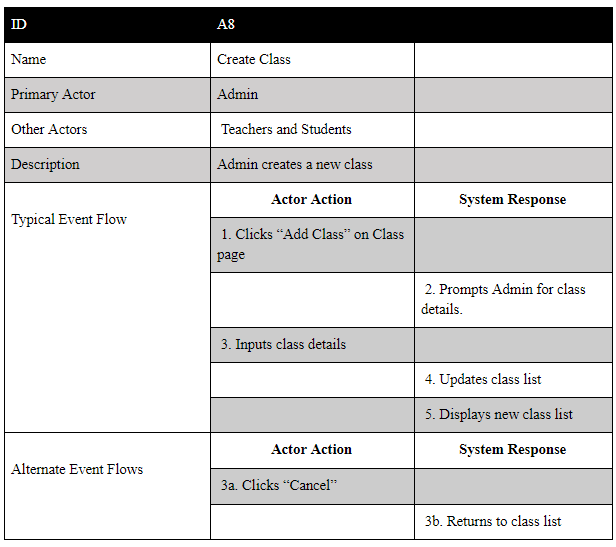 ID A8
Name Create Class
Primary Actor Admin
Other Actors Teachers and Students
Description Admin creates a new class
Typical Event Flow
Actor Action System Response
1. Clicks “Add Class” on Class
page
2. Prompts Admin for class
details.
3. Inputs class details
4. Updates class list
5. Displays new class list
Alternate Event Flows
Actor Action System Response
3a. Clicks “Cancel”
3b. Returns to class list